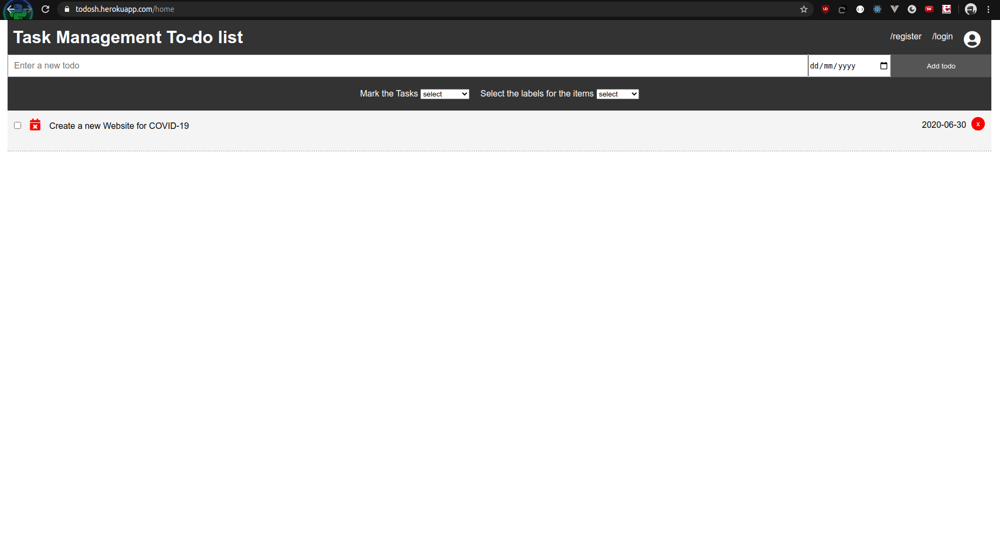 todosh.herokuapp.com/home
Task Management To-do list
/register /login
Enter a new todo dd/mm/yyyy Add todo
Mark the Tasks select Select the labels for the items select
Create a new Website for COVID-19 2020-06-30 x